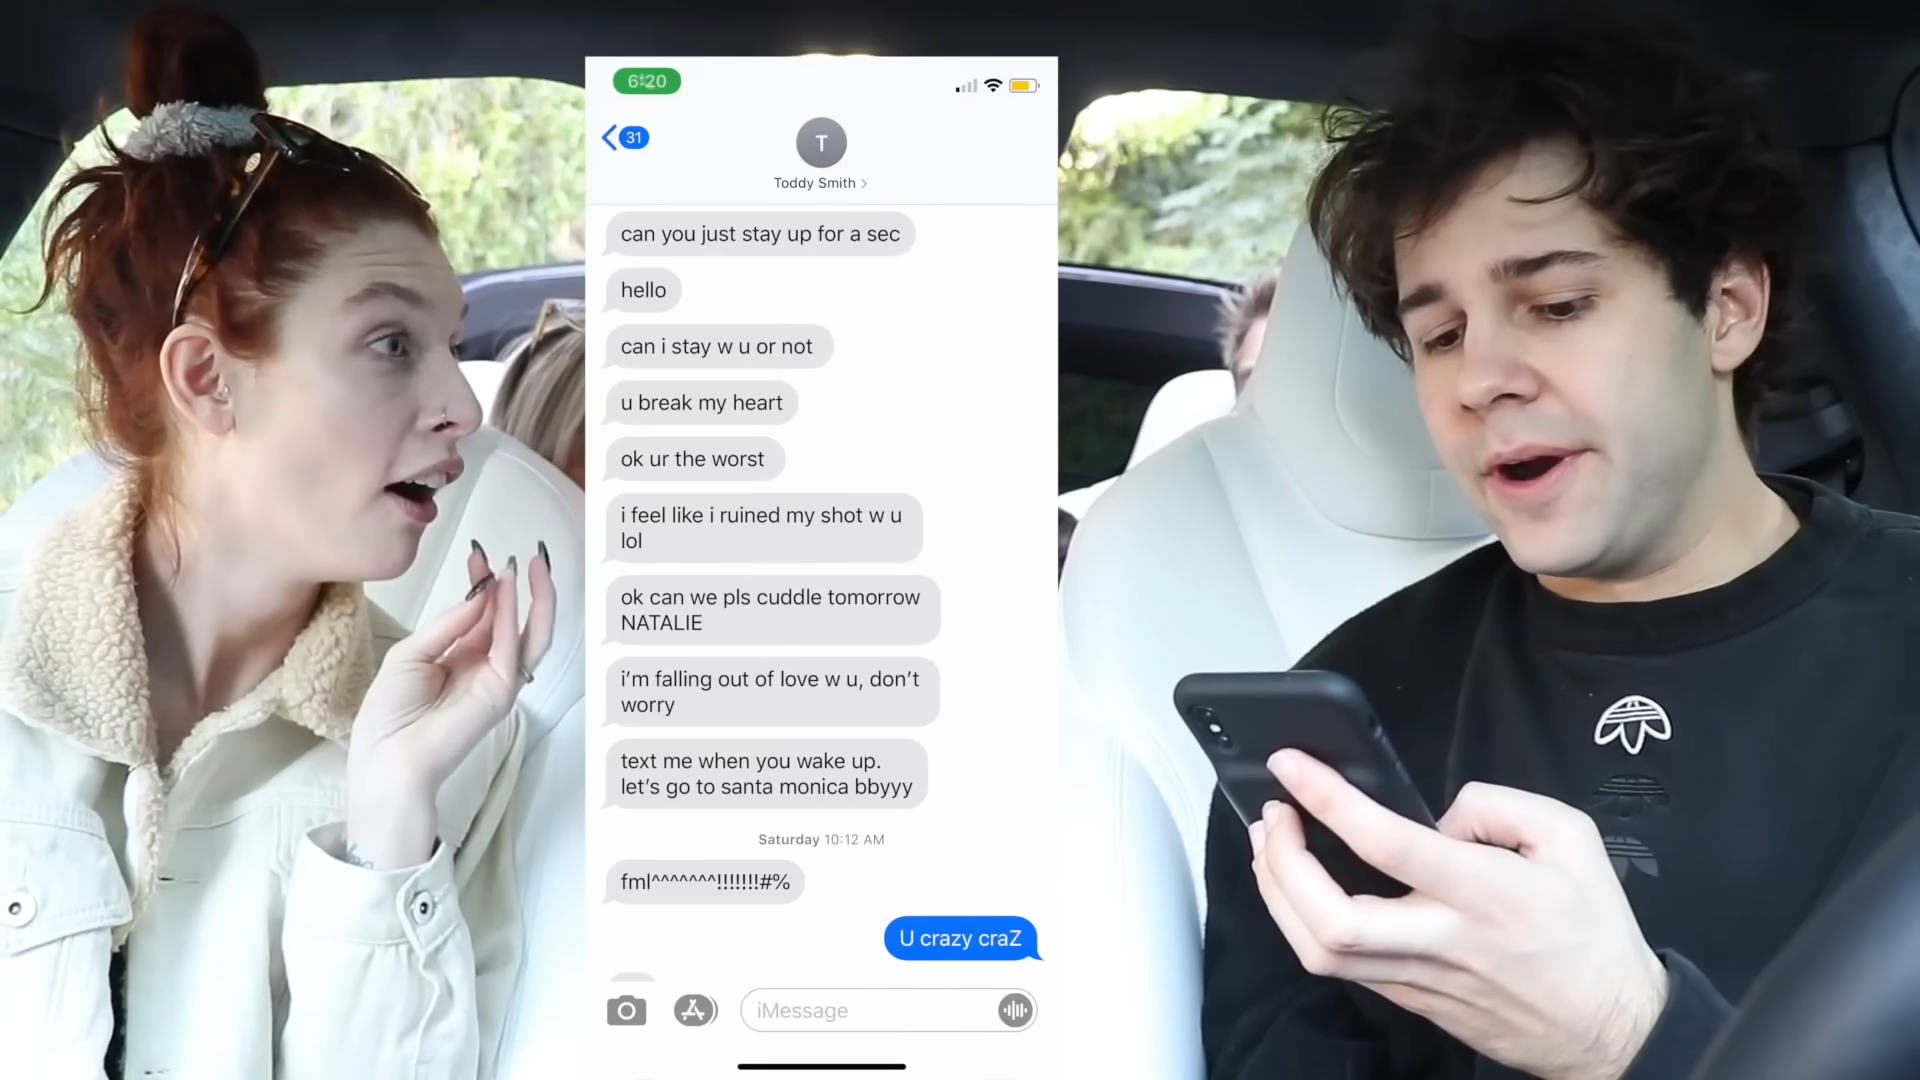 6:20
31
T
Toddy Smith
can you just stay up for a sec
hello
can i stay w u or not
u break my heart
ok ur the worst
i feel like i ruined my shot w u
lol
ok can we pls cuddle tomorrow
NATALIE
i'm falling out of love w u, don't
worry
text me when you wake up.
let's go to santa monica bbyyy
Saturday 10:12 AM
fml^^^^^^^!!!!!!!#%
U crazy craZ
iMessage